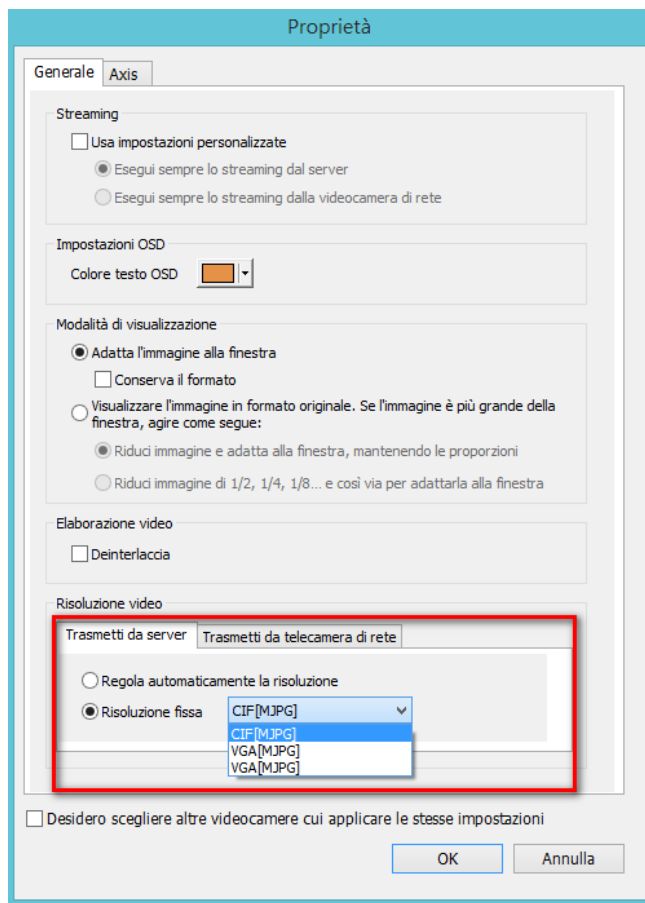 Proprietà
Generale Axis
Streaming
Usa impostazioni personalizzate
Esegui sempre lo streaming dal server
Esegui sempre lo streaming dalla videocamera di rete
Impostazioni OSD
Colore testo OSD
Modalità di visualizzazione
Adatta l'immagine alla finestra
Conserva il formato
Visualizzare l'immagine in formato originale. Se l'immagine è più grande della
finestra, agire come segue:
Riduci immagine e adatta alla finestra, mantenendo le proporzioni
Riduci immagine di 1/2, 1/4, 1/8... e così via per adattarla alla finestra
Elaborazione video
Deinterlaccia
Risoluzione video
Trasmetti da server Trasmetti da telecamera di rete
Regola automaticamente la risoluzione
Risoluzione fissa CIF[MJPG]
CIF[MJPG]
VGA[MJPG]
VGA[MJPG]
Desidero scegliere altre videocamere cui applicare le stesse impostazioni
OK Annulla